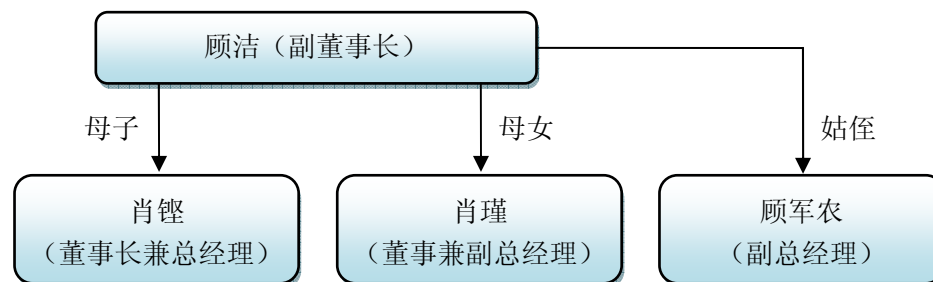 顾洁（副董事长）
母子
母女
姑侄
肖铿
（董事长兼总经理）
肖瑾
（董事兼副总经理）
顾军农
（副总经理）